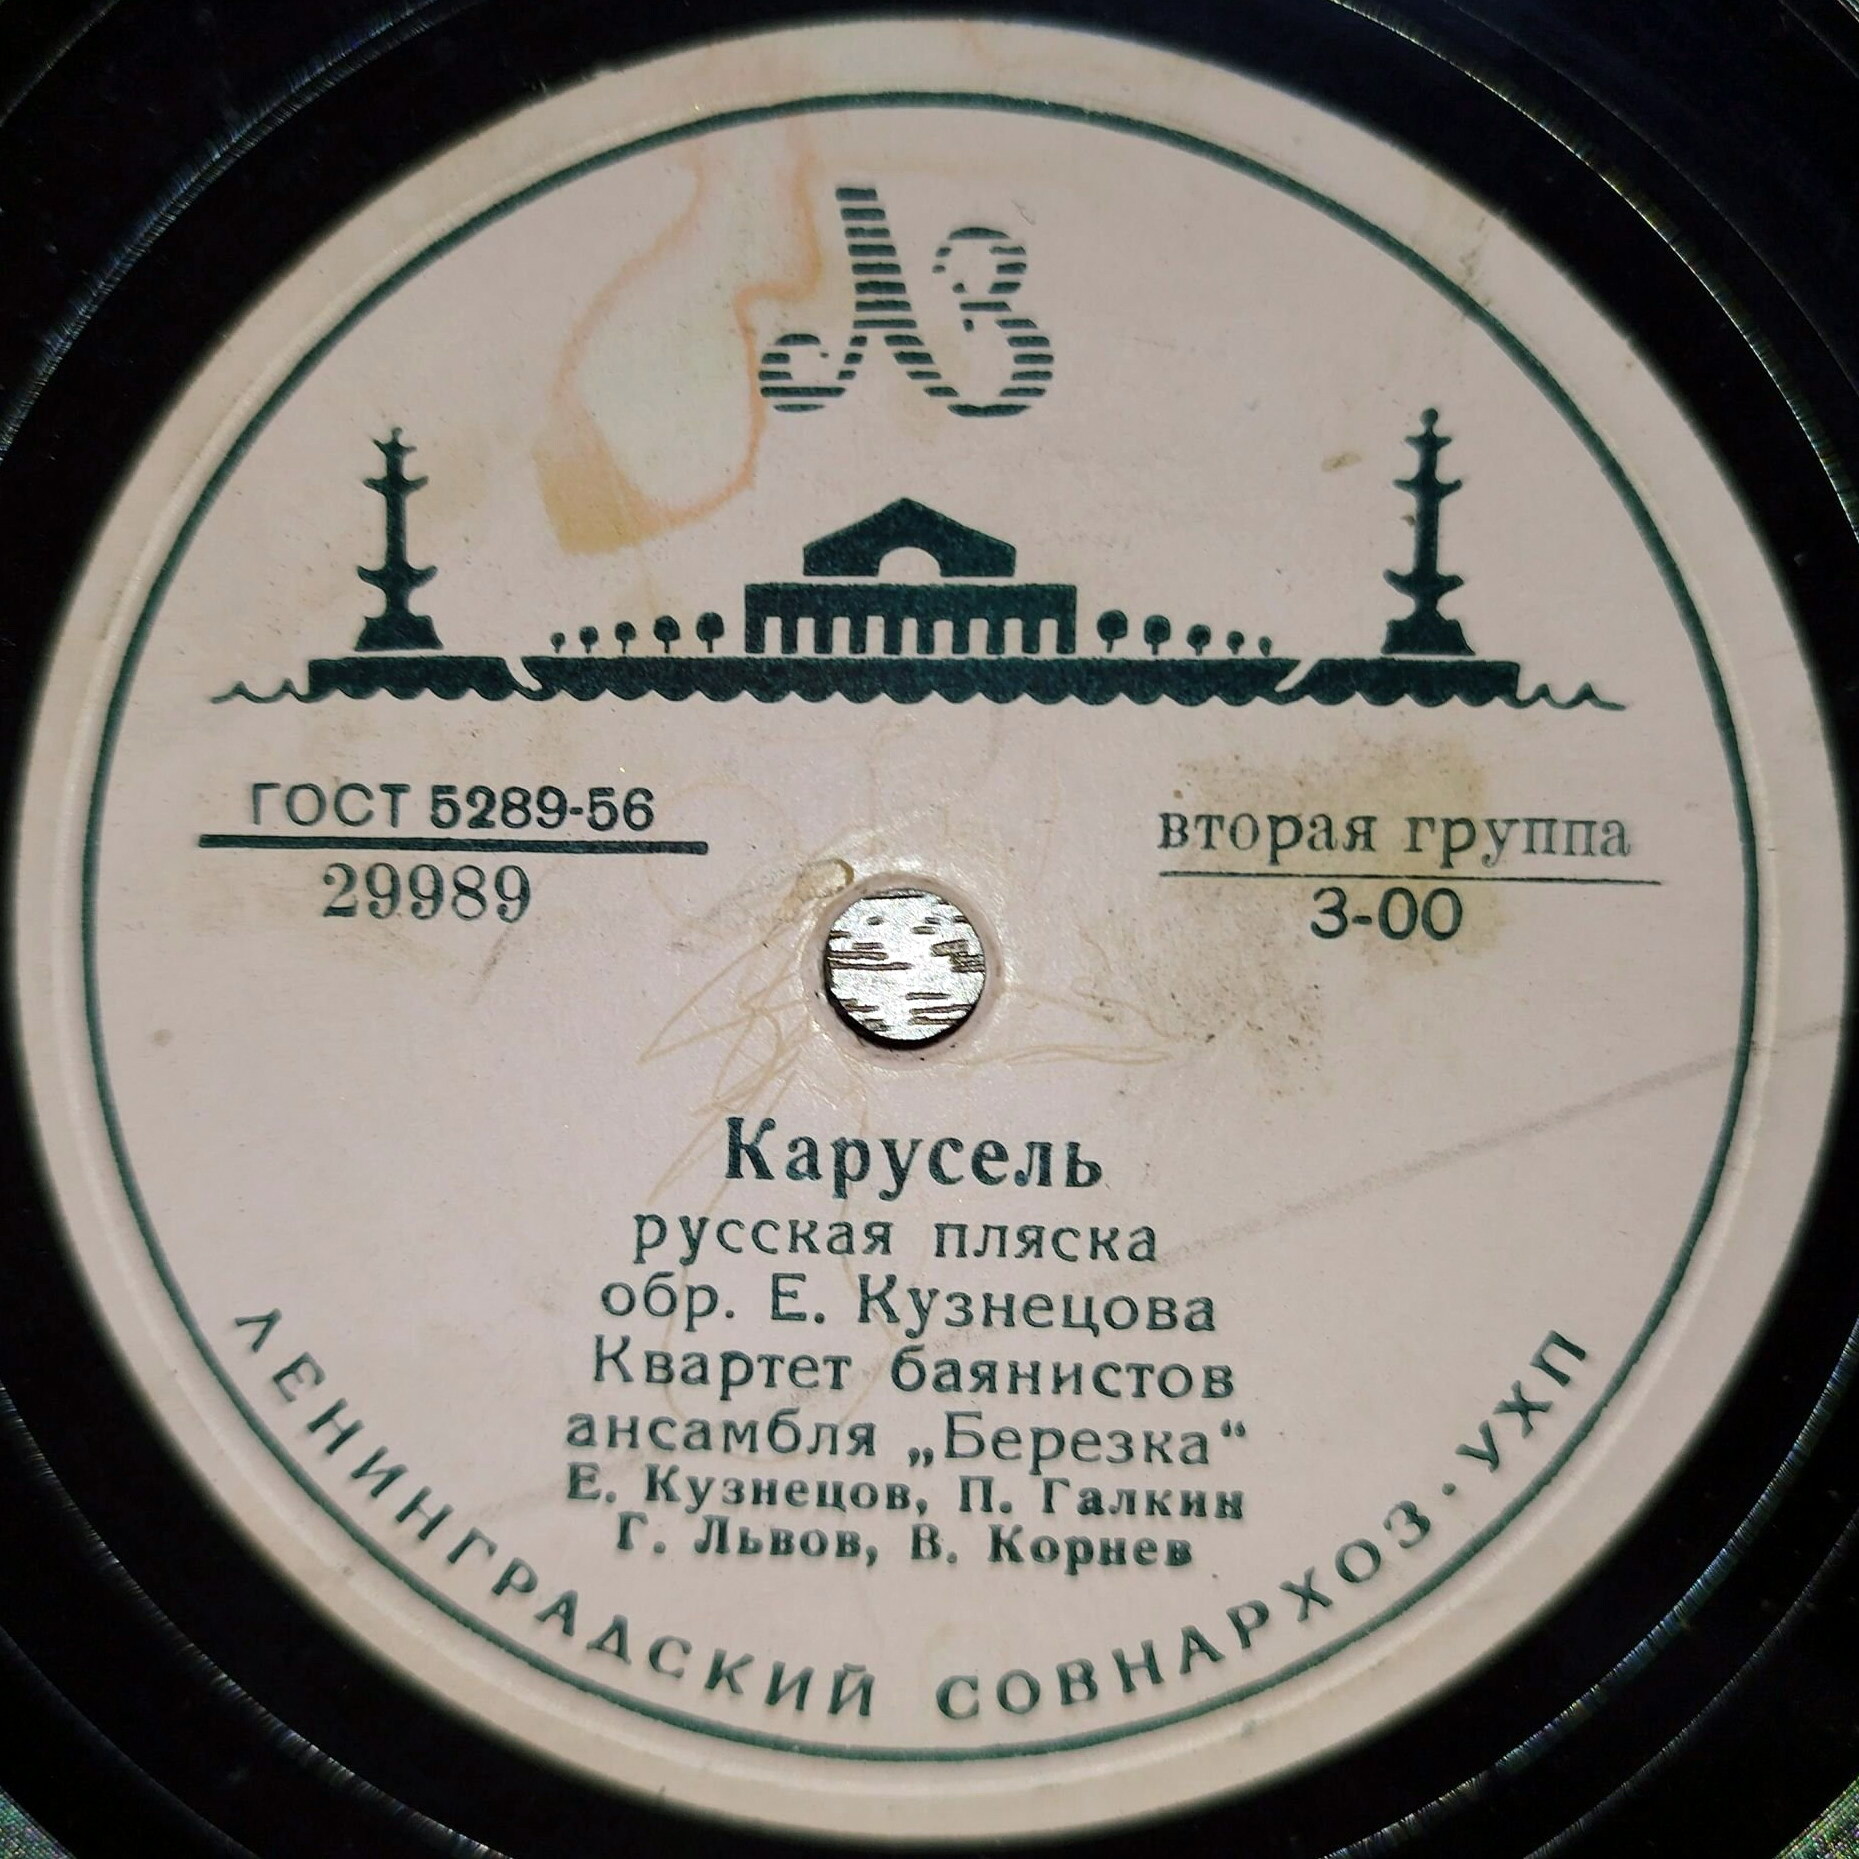 ЛЗ
ГОСТ 5289-56
29989
вторая группа
3-00
Карусель
русская пляска
обр. Е. Кузнецова
Квартет баянистов
ансамбля „Березка“
Е. Кузнецов, П. Галкин
Г. Львов, В. Корнев
ЛЕНИНГРАДСКИЙ СОВНАРХОЗ·УХП